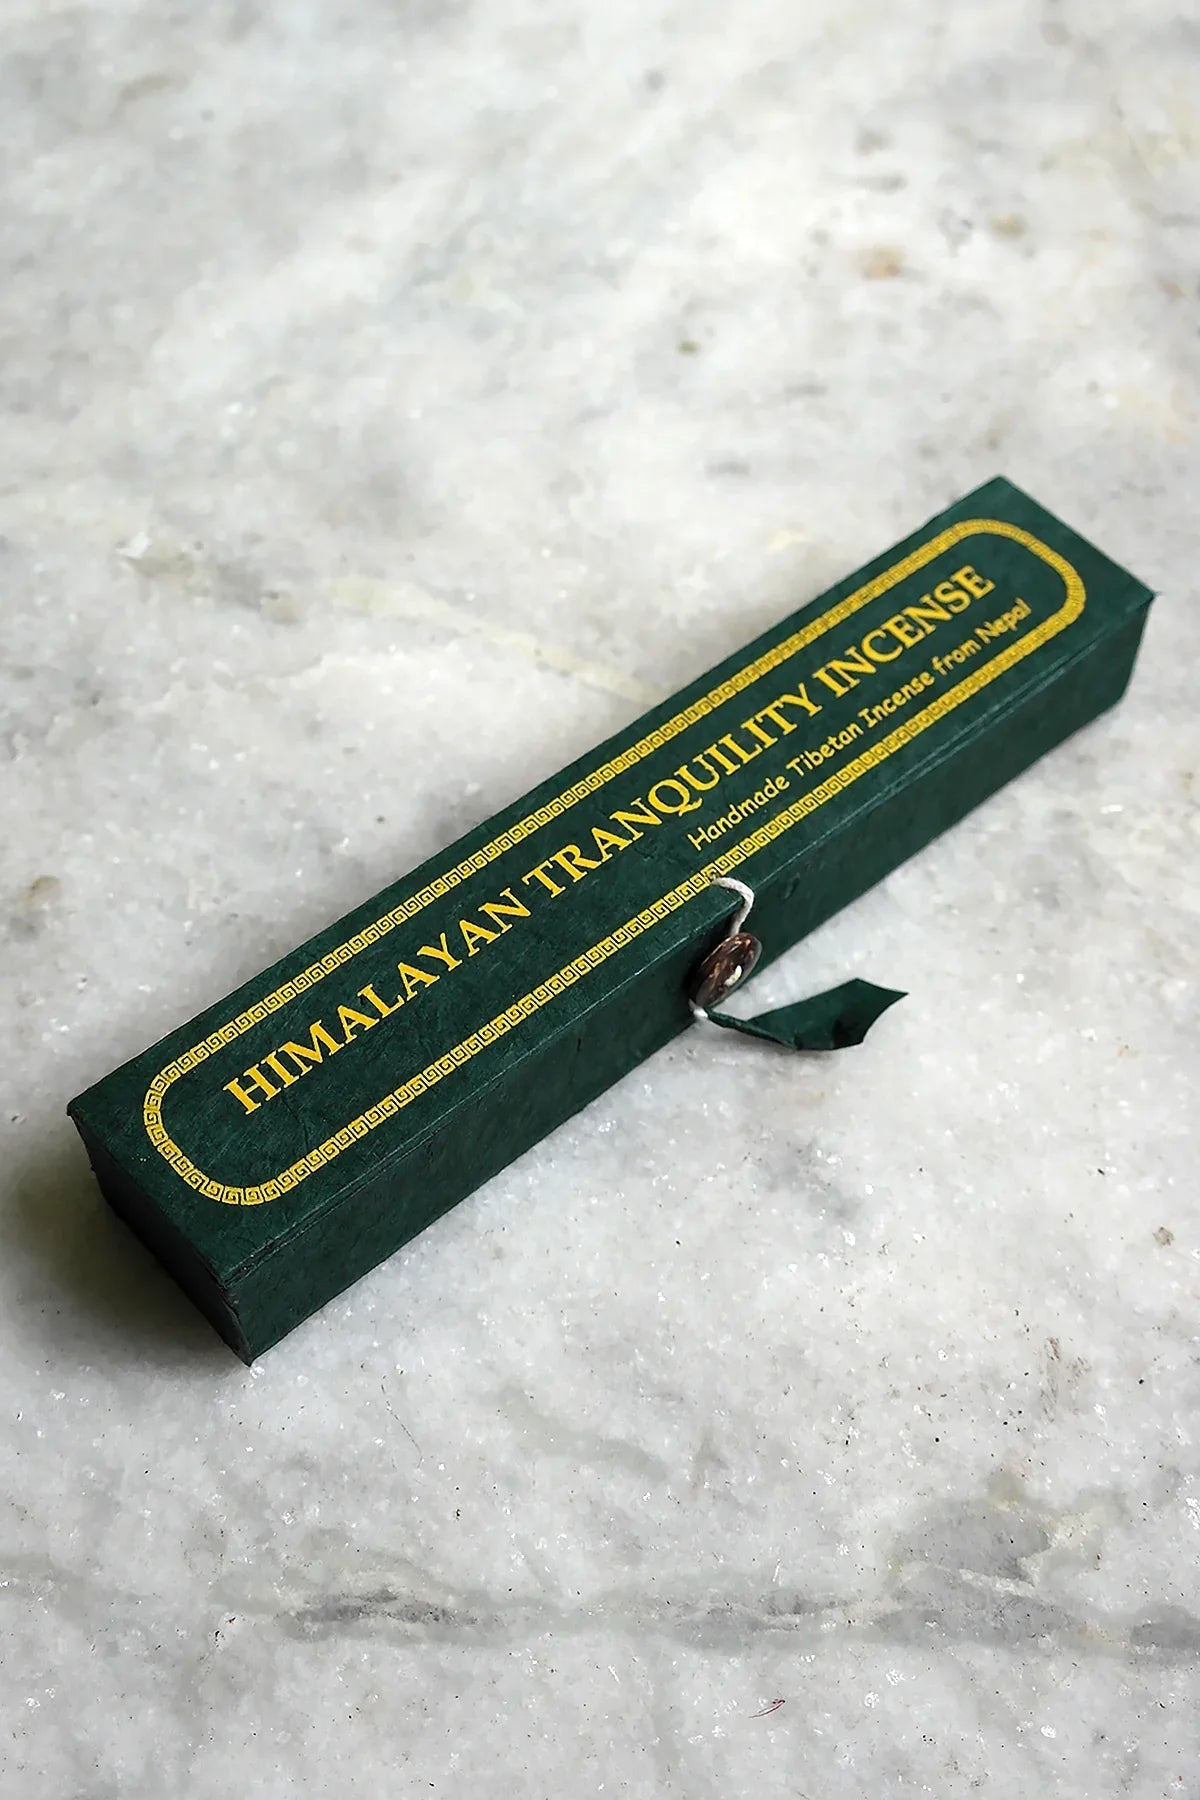 HIMALAYAN TRANQUILITY INCENSE
Handmade Tibetan Incense from Nepal